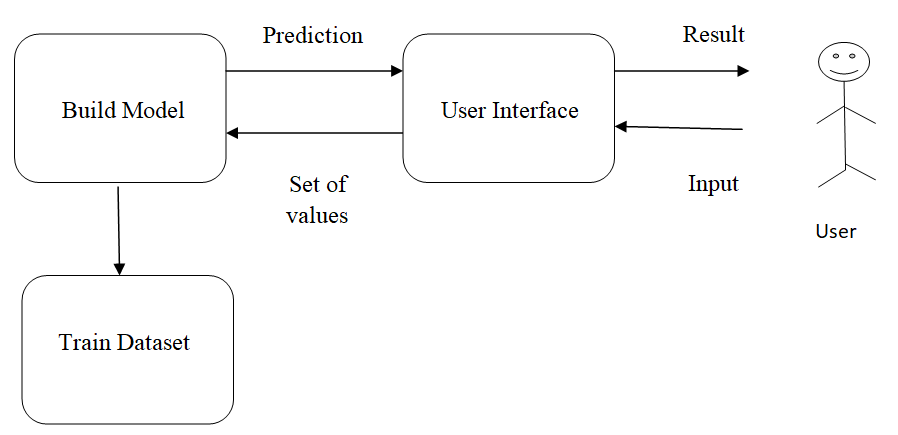 Prediction
Result
Build Model
User Interface
Set of
values
Input
User
Train Dataset